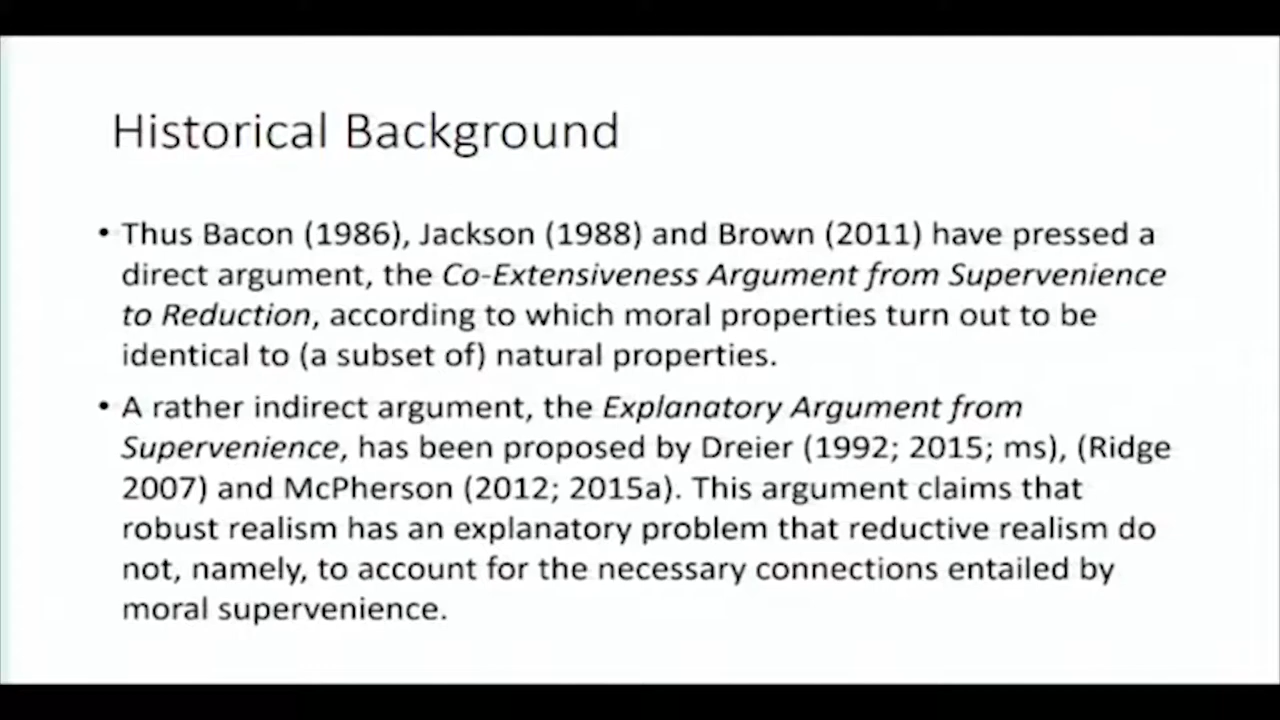 Historical Background
• Thus Bacon (1986), Jackson (1988) and Brown (2011) have pressed a
direct argument, the Co-Extensiveness Argument from Supervenience
to Reduction, according to which moral properties turn out to be
identical to (a subset of) natural properties.
• A rather indirect argument, the Explanatory Argument from
Supervenience, has been proposed by Dreier (1992; 2015; ms), (Ridge
2007) and McPherson (2012; 2015a). This argument claims that
robust realism has an explanatory problem that reductive realism do
not, namely, to account for the necessary connections entailed by
moral supervenience.